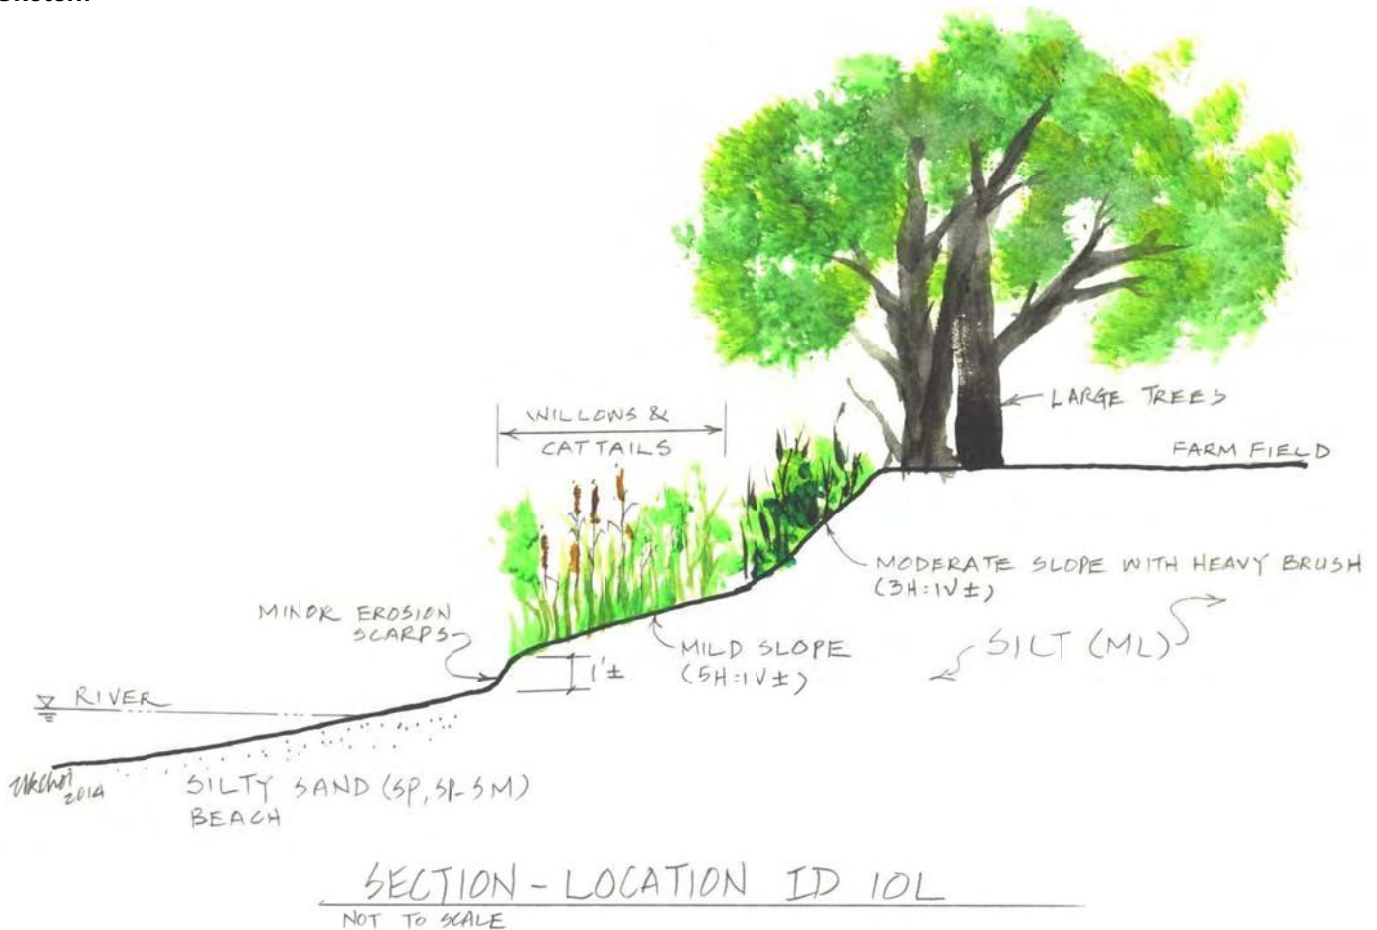 WILLOWS &
CATTAILS
LARGE TREES
FARM FIELD
MODERATE SLOPE WITH HEAVY BRUSH
(3H:1V ±)
MINOR EROSION
SCARPS
1'±
MILD SLOPE
(5H:1V ±)
SILT (ML)
RIVER
2014
SILTY SAND (SP, SP-SM)
BEACH
SECTION - LOCATION ID 10L
NOT TO SCALE